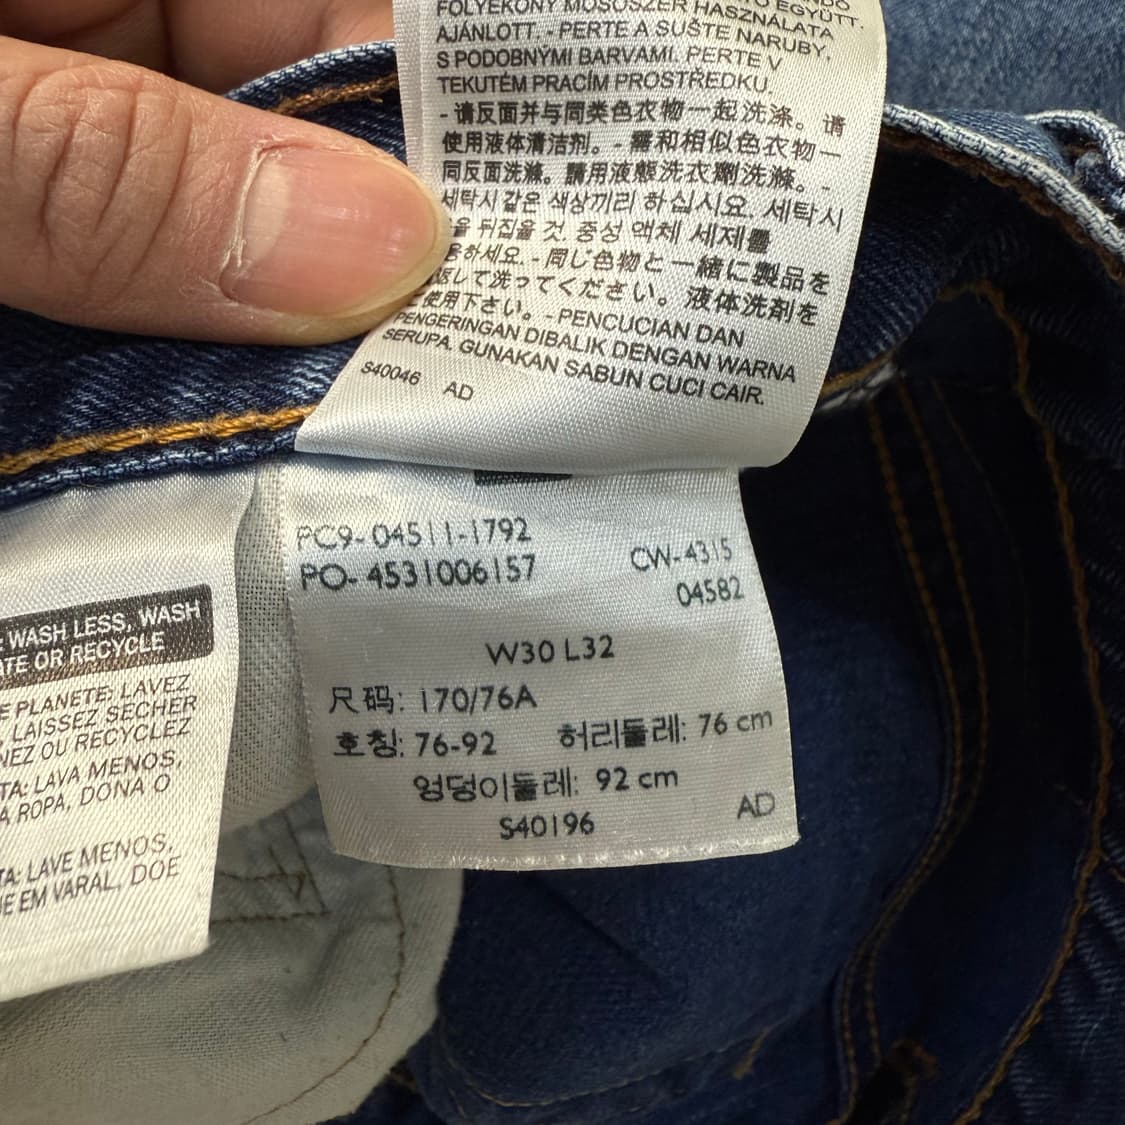 FOLYÉKONY MOSÓSZER HASZNÁLATA
EGYÜTT.
AJÁNLOTT. - PERTE A SUŠTE NARUBY,
S PODOBNÝMI BARVAMI. PERTE V
TEKUTÉM PRACÍM PROSTŘEDKU.
- 请反面并与同类色衣物一起洗涤。请
使用液体清洁剂。- 需和相似色衣物一
同反面洗滌。請用液態洗衣劑洗滌。-
세탁시 같은 색상끼리 하십시요. 세탁시
을 뒤집을 것. 중성 액체 세제를
용하세요. - 同じ色物と一緒に製品を
返して洗ってください。液体洗剤を
ご使用下さい。- PENCUCIAN DAN
PENGERINGAN DIBALIK DENGAN WARNA
SERUPA. GUNAKAN SABUN CUCI CAIR.
S40046 AD
PC9-04511-1792
PO-4531006157
CW-4315
04582
W30 L32
尺码: 170/76A
호칭: 76-92 허리둘레: 76 cm
엉덩이둘레: 92 cm
S40196 AD
: WASH LESS, WASH
ATE OR RECYCLE
E PLANETE: LAVEZ
LAISSEZ SÉCHER
NEZ OU RECYCLEZ
TA: LAVA MENOS,
A ROPA, DONA O
TA: LAVE MENOS,
UE EM VARAL, DOE